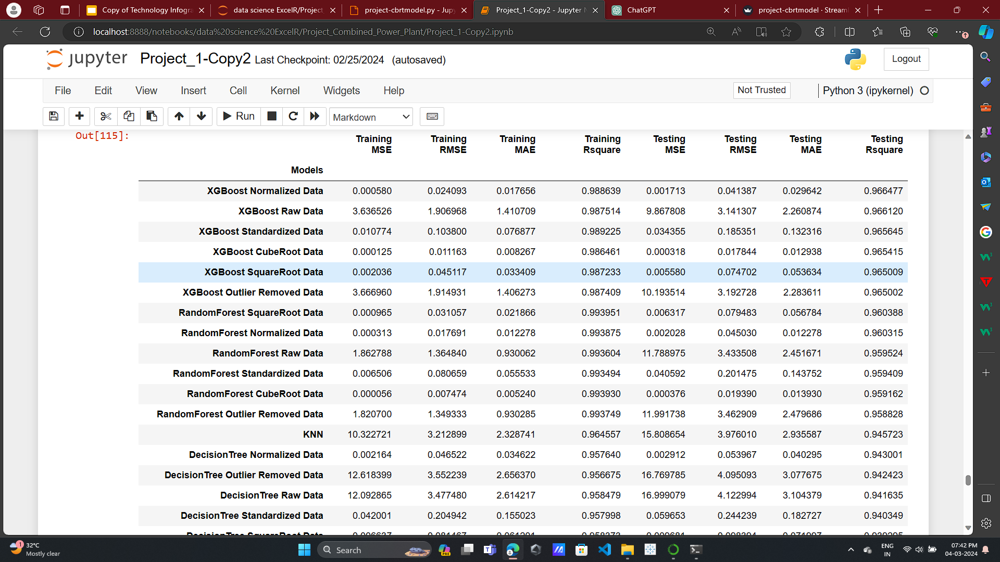 Copy of Technology Infogra
data science ExcelR/Project
project-cbrtmodel.py - Jupy
Project_1-Copy2 - Jupyter N
ChatGPT
project-cbrtmodel · Streaml
localhost:8888/notebooks/data%20science%20ExcelR/Project_Combined_Power_Plant/Project_1-Copy2.ipynb
jupyter Project_1-Copy2 Last Checkpoint: 02/25/2024 (autosaved)
Logout
File Edit View Insert Cell Kernel Widgets Help
Not Trusted
Python 3 (ipykernel)
Run
Markdown
Out[115]:
Training MSE Training RMSE Training MAE Training Rsquare Testing MSE Testing RMSE Testing MAE Testing Rsquare
Models
XGBoost Normalized Data 0.000580 0.024093 0.017656 0.988639 0.001713 0.041387 0.029642 0.966477
XGBoost Raw Data 3.636526 1.906968 1.410709 0.987514 9.867808 3.141307 2.260874 0.966120
XGBoost Standardized Data 0.010774 0.103800 0.076877 0.989225 0.034355 0.185351 0.132316 0.965645
XGBoost CubeRoot Data 0.000125 0.011163 0.008267 0.986461 0.000318 0.017844 0.012938 0.965415
XGBoost SquareRoot Data 0.002036 0.045117 0.033409 0.987233 0.005580 0.074702 0.053634 0.965009
XGBoost Outlier Removed Data 3.666960 1.914931 1.406273 0.987409 10.193514 3.192728 2.283611 0.965002
RandomForest SquareRoot Data 0.000965 0.031057 0.021866 0.993951 0.006317 0.079483 0.056784 0.960388
RandomForest Normalized Data 0.000313 0.017691 0.012278 0.993875 0.002028 0.045030 0.012278 0.960315
RandomForest Raw Data 1.862788 1.364840 0.930062 0.993604 11.788975 3.433508 2.451671 0.959524
RandomForest Standardized Data 0.006506 0.080659 0.055533 0.993494 0.040592 0.201475 0.143752 0.959409
RandomForest CubeRoot Data 0.000056 0.007474 0.005240 0.993930 0.000376 0.019390 0.013930 0.959162
RandomForest Outlier Removed Data 1.820700 1.349333 0.930285 0.993749 11.991738 3.462909 2.479686 0.958828
KNN 10.322721 3.212899 2.328741 0.964557 15.808654 3.976010 2.935587 0.945723
DecisionTree Normalized Data 0.002164 0.046522 0.034622 0.957640 0.002912 0.053967 0.040295 0.943001
DecisionTree Outlier Removed Data 12.618399 3.552239 2.656370 0.956675 16.769785 4.095093 3.077675 0.942423
DecisionTree Raw Data 12.092865 3.477480 2.614217 0.958479 16.999079 4.122994 3.104379 0.941635
DecisionTree Standardized Data 0.042001 0.204942 0.155023 0.957998 0.059653 0.244239 0.182727 0.940349
DecisionTree SquareRoot Data
32°C
Mostly clear
Search
PRE
ENG
IN
07:42 PM
04-03-2024